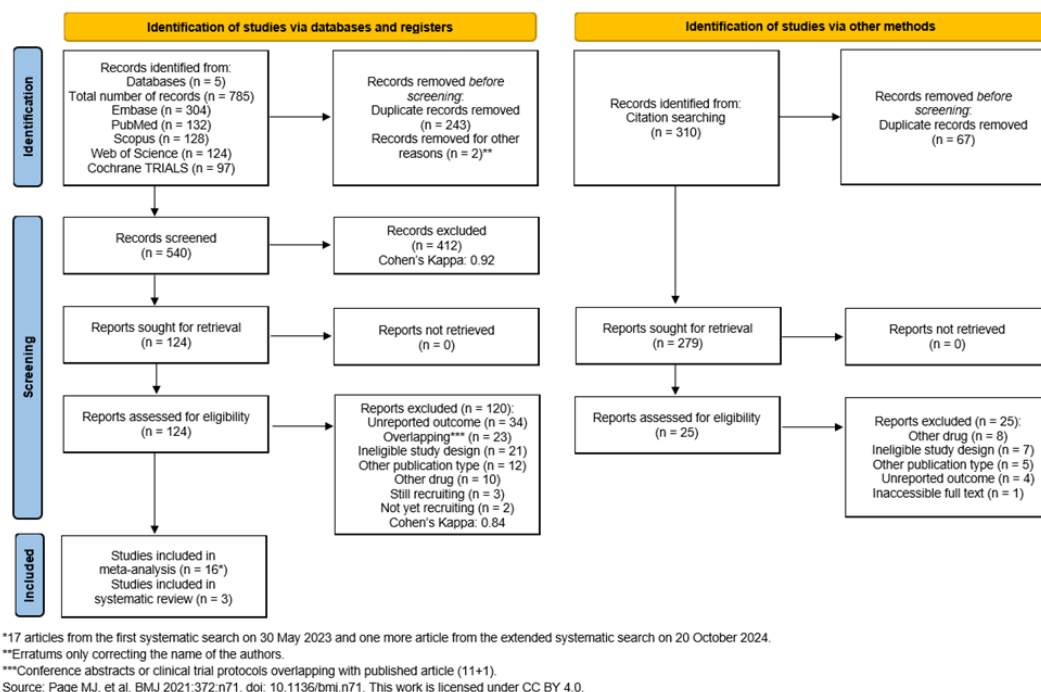 Identification of studies via databases and registers
Identification of studies via other methods
Identification
Records identified from:
Databases (n = 5)
Total number of records (n = 785)
Embase (n = 304)
PubMed (n = 132)
Scopus (n = 128)
Web of Science (n = 124)
Cochrane TRIALS (n = 97)
Records removed before
screening:
Duplicate records removed
(n = 243)
Records removed for other
reasons (n = 2)**
Records identified from:
Citation searching
(n = 310)
Records removed before
screening:
Duplicate records removed
(n = 67)
Screening
Records screened
(n = 540)
Records excluded
(n = 412)
Cohen's Kappa: 0.92
Reports sought for retrieval
(n = 124)
Reports not retrieved
(n = 0)
Reports sought for retrieval
(n = 279)
Reports not retrieved
(n = 0)
Reports assessed for eligibility
(n = 124)
Reports excluded (n = 120):
Unreported outcome (n = 34)
Overlapping*** (n = 23)
Ineligible study design (n = 21)
Other publication type (n = 12)
Other drug (n = 10)
Still recruiting (n = 3)
Not yet recruiting (n = 2)
Cohen's Kappa: 0.84
Reports assessed for eligibility
(n = 25)
Reports excluded (n = 25):
Other drug (n = 8)
Ineligible study design (n = 7)
Other publication type (n = 5)
Unreported outcome (n = 4)
Inaccessible full text (n = 1)
Included
Studies included in
meta-analysis (n = 16*)
Studies included in
systematic review (n = 3)
*17 articles from the first systematic search on 30 May 2023 and one more article from the extended systematic search on 20 October 2024.
**Erratums only correcting the name of the authors.
***Conference abstracts or clinical trial protocols overlapping with published article (11+1).
Source: Page MJ, et al. BMJ 2021;372:n71. doi: 10.1136/bmj.n71. This work is licensed under CC BY 4.0.